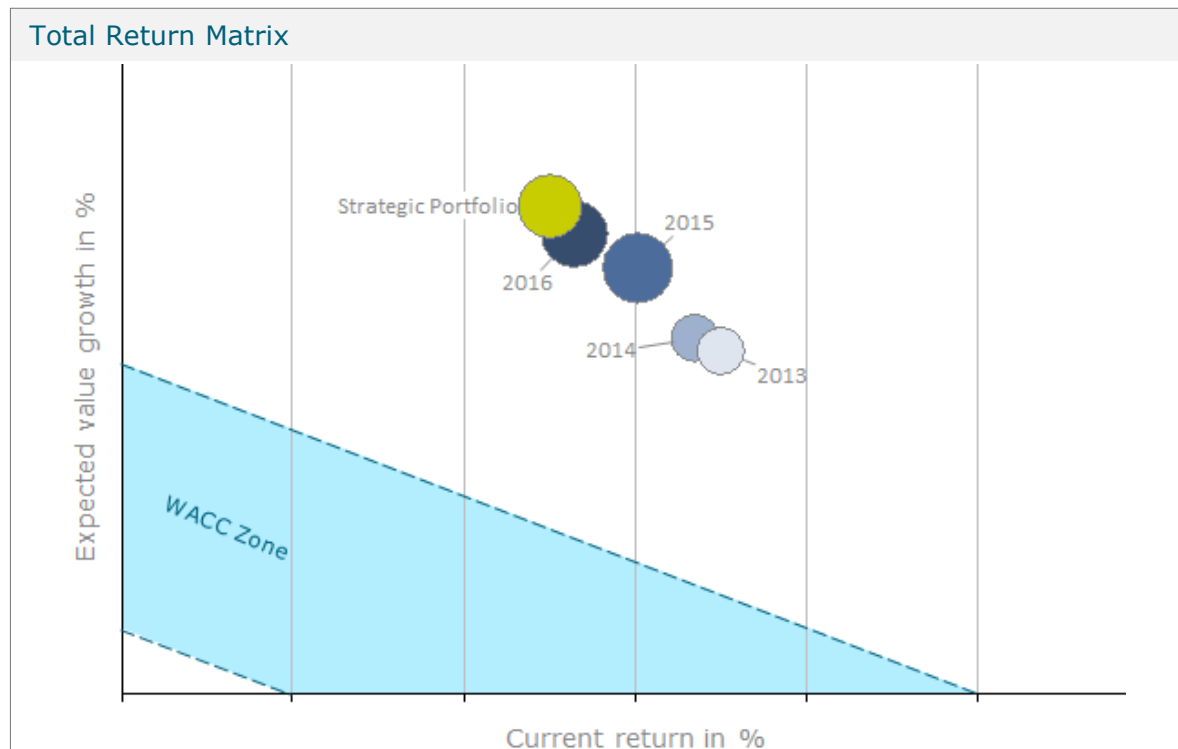 Total Return Matrix
Expected value growth in %
Strategic Portfolio
2015
2016
2014
2013
WACC Zone
Current return in %